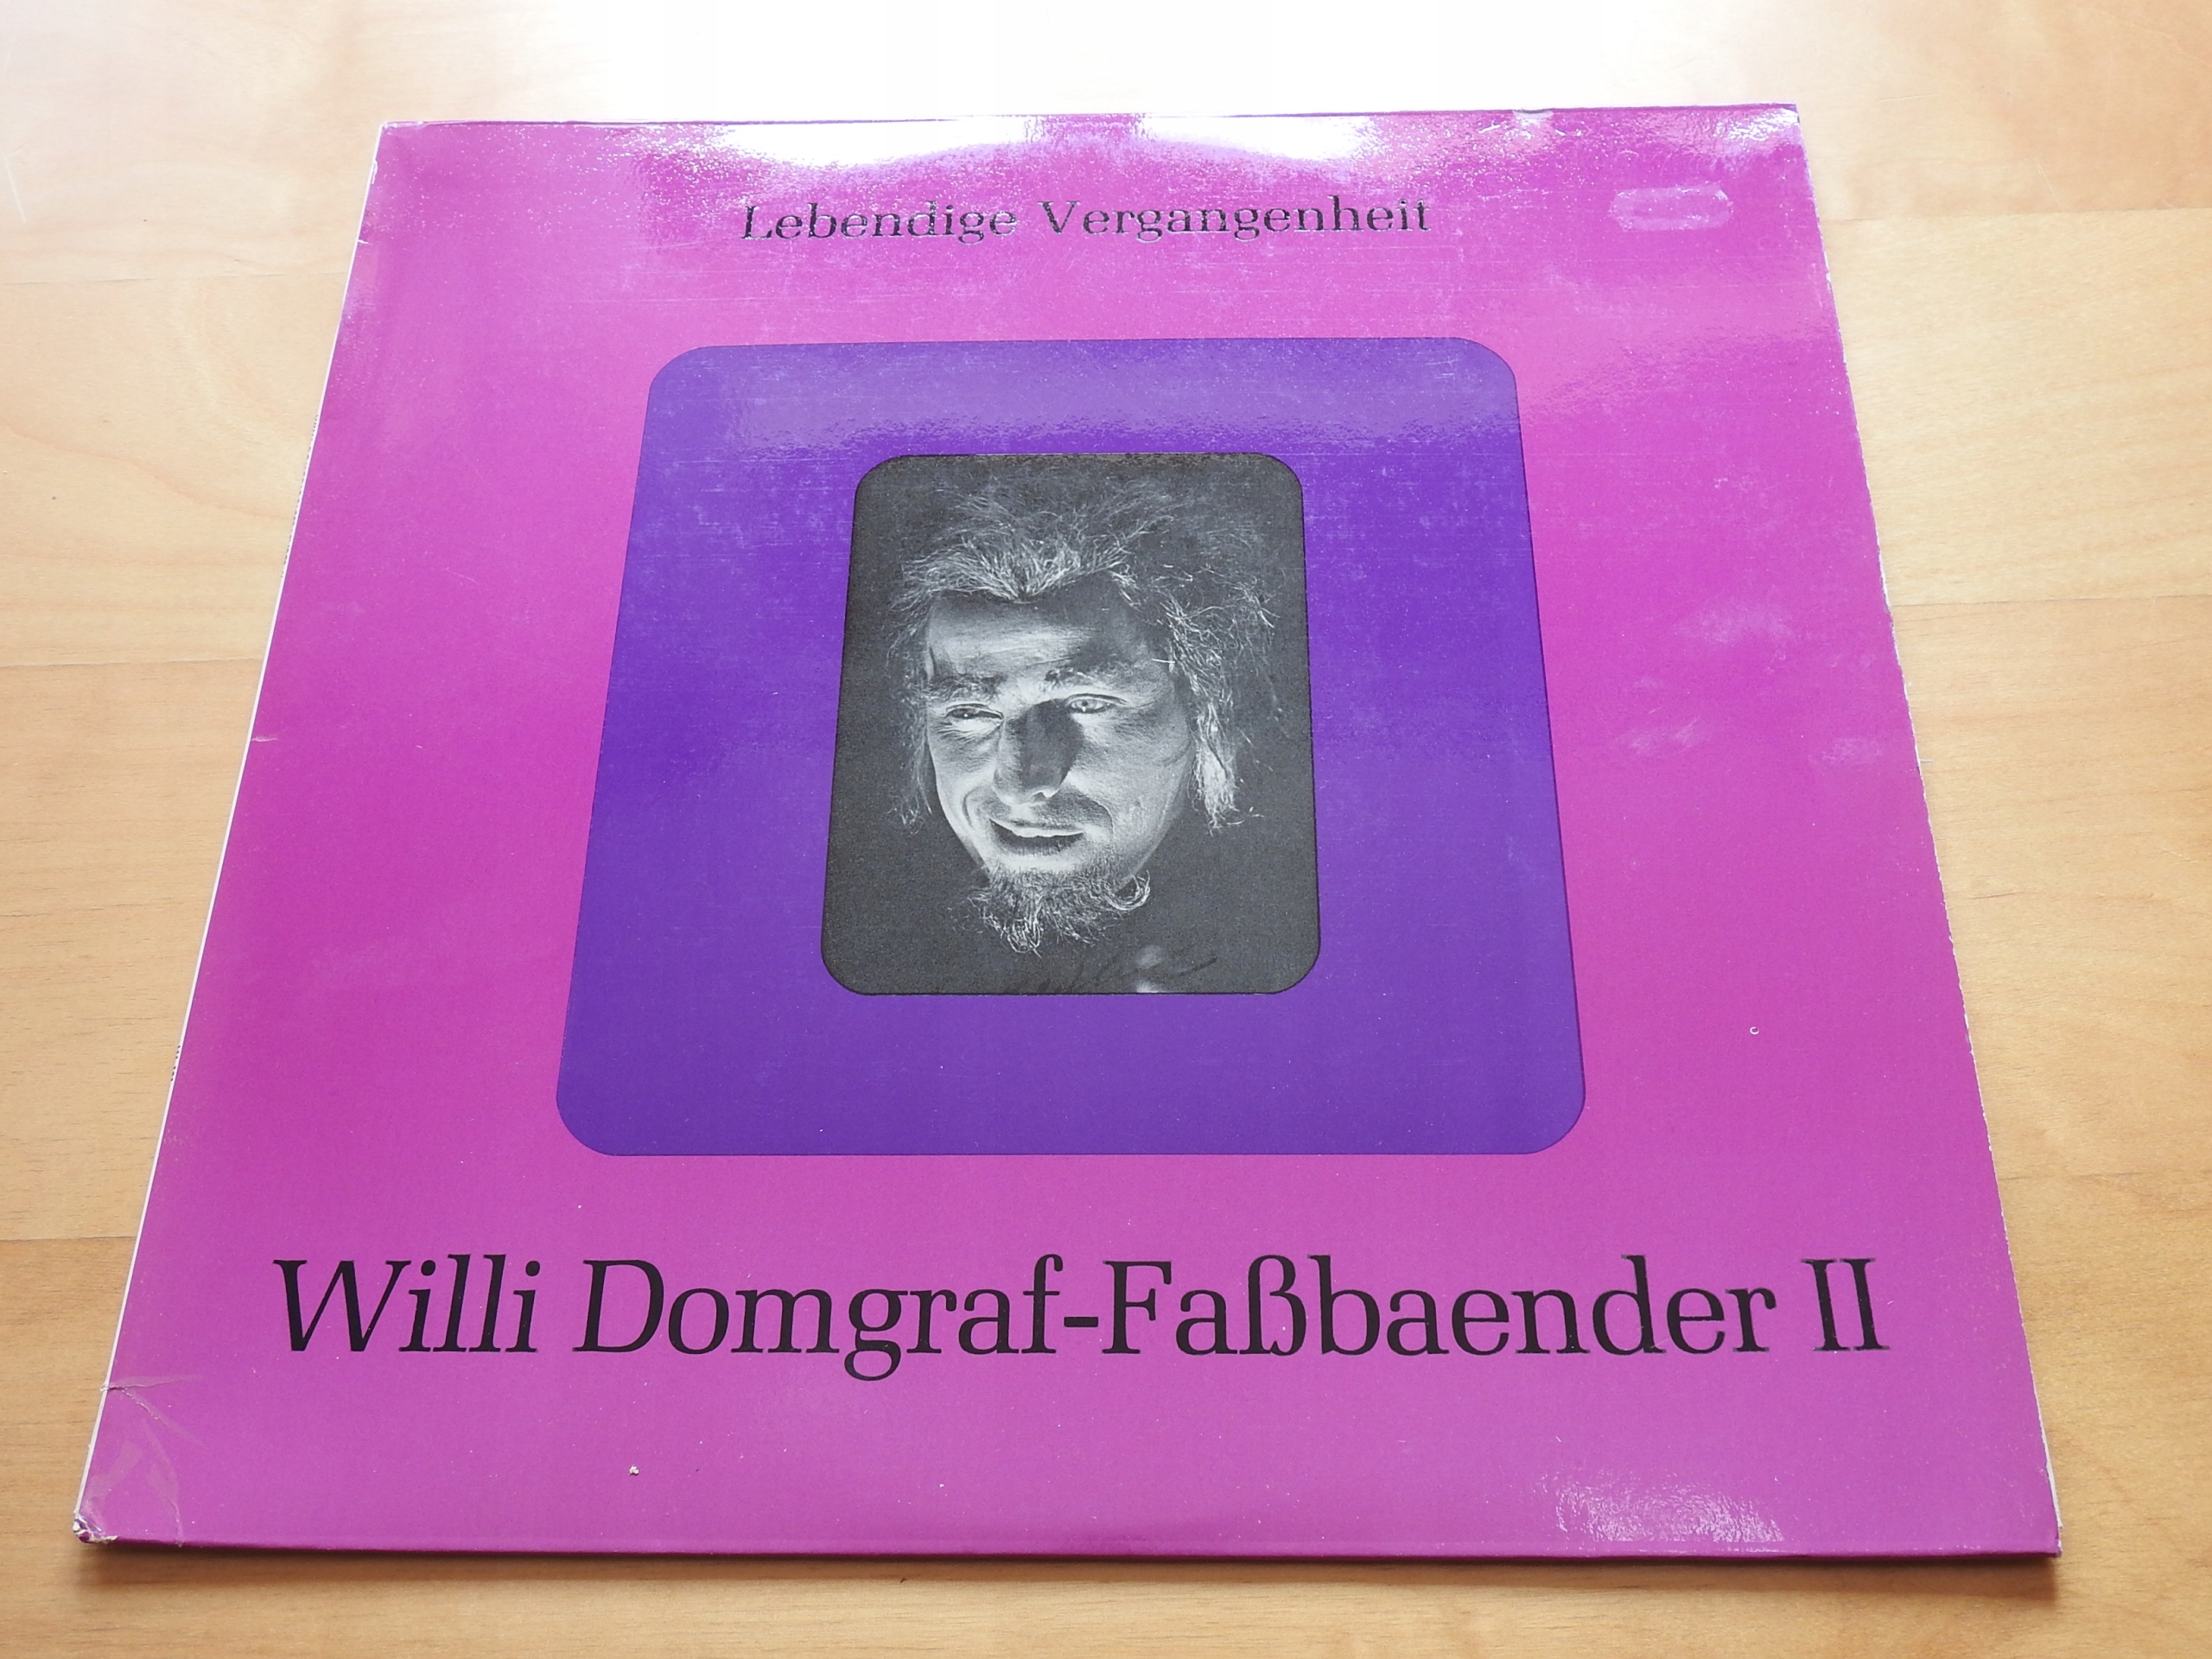 Lebendige Vergangenheit
Willi Domgraf-Faßbaender II